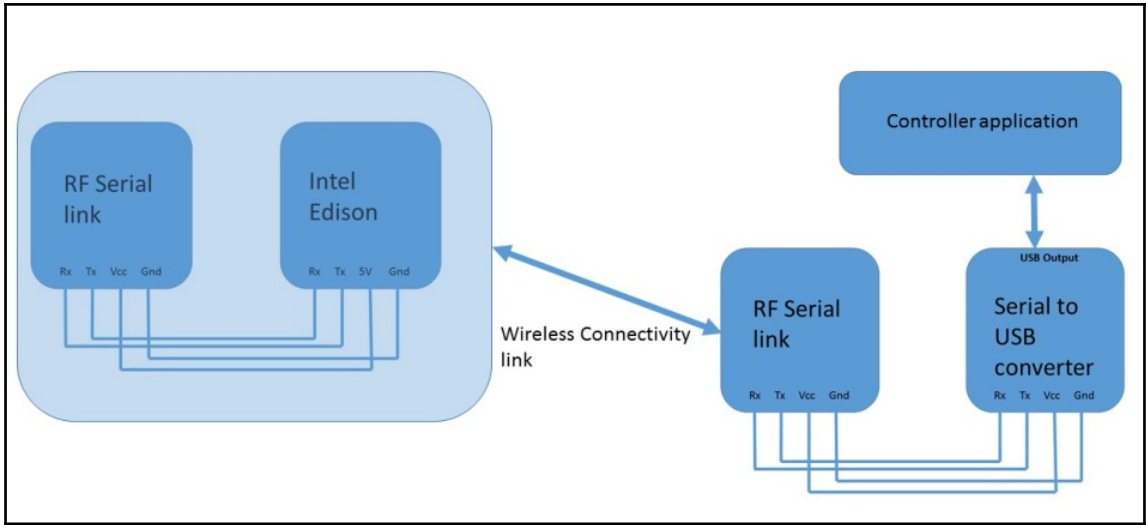 RF Serial
link
Rx Tx Vcc Gnd
Intel
Edison
Rx Tx 5V Gnd
Wireless Connectivity
link
Controller application
RF Serial
link
Rx Tx Vcc Gnd
USB Output
Serial to
USB
converter
Rx Tx Vcc Gnd